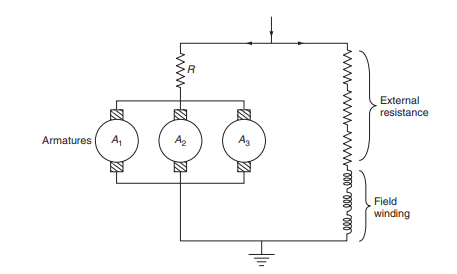 R
External
resistance
Armatures A₁ A₂ A₃
Field
winding